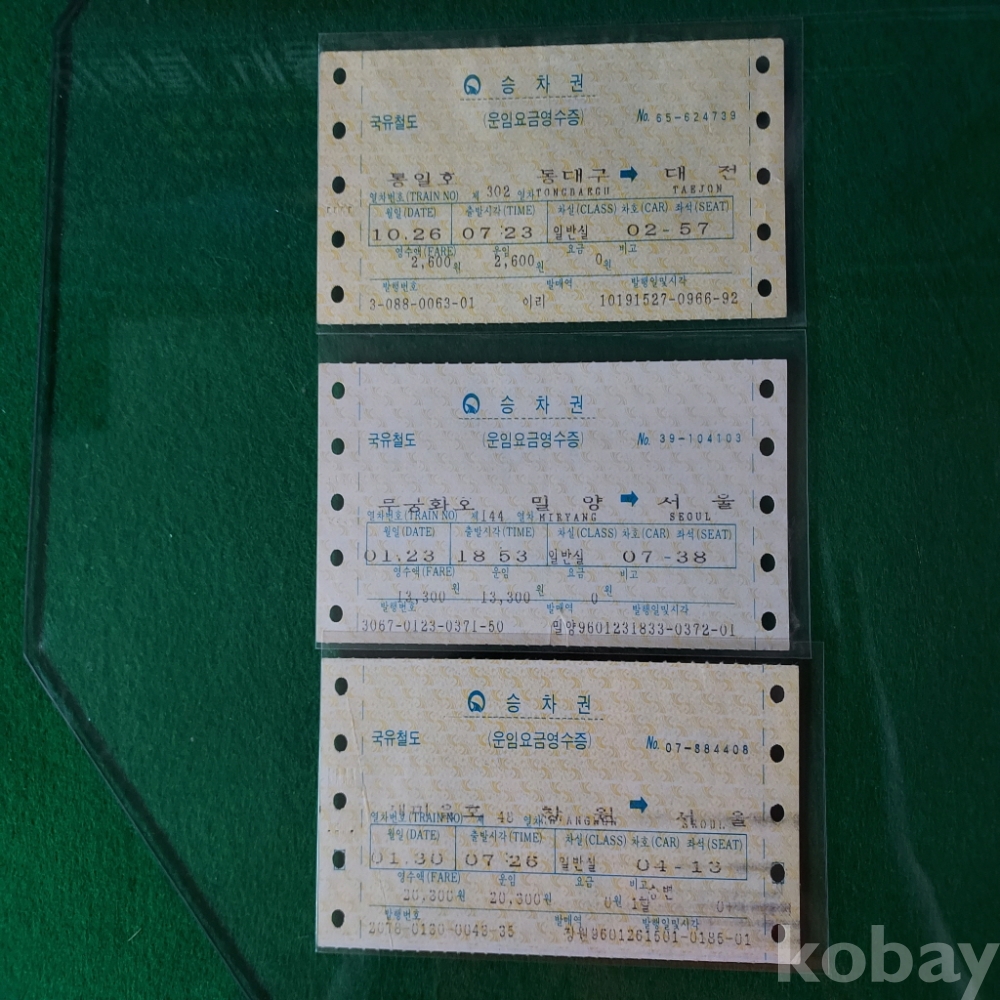 승 차 권
국유철도 (운임요금영수증) No. 65-624739
통일호 동대구 ➡ 대 전
열차번호(TRAIN NO) 제 302 열차 TONGDAEGU TAEJON
월일(DATE) 출발시각(TIME) 차실(CLASS) 차호(CAR) 좌석(SEAT)
10.26 07:23 일반실 02-57
영수액(FARE) 운임 요금 비고
2,600원 2,600원 0원
발행번호 발매역 발행일및시각
3-088-0063-01 이리 10191527-0966-92
승 차 권
국유철도 (운임요금영수증) No. 39-104103
무궁화호 밀 양 ➡ 서 울
열차번호(TRAIN NO) 제144 열차 MIRYANG SEOUL
월일(DATE) 출발시각(TIME) 차실(CLASS) 차호(CAR) 좌석(SEAT)
01.23 18 53 일반실 07-38
영수액(FARE) 운임 요금 비고
13,300원 13,300원 0원
발행번호 발매역 발행일및시각
3067-0123-0371-50 밀양9601231833-0372-01
승 차 권
국유철도 (운임요금영수증) No. 07-884408
새마을호 창 원 ➡ 서 울
열차번호(TRAIN NO) 제 48 SEOUL
월일(DATE) 출발시각(TIME) 차실(CLASS) 차호(CAR) 좌석(SEAT)
01.30 07 26 일반실 04-13
영수액(FARE) 운임 요금 비고
20,300원 20,300원 0원
발행번호 발매역 발행일및시각
2078-0130-0046-35 창원9601261501-0185-01
kobay